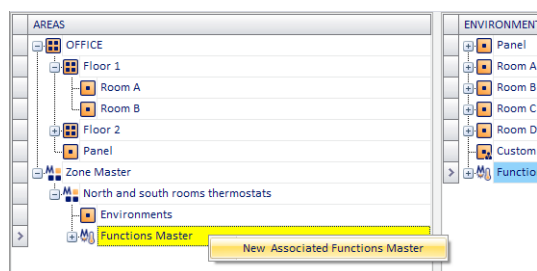 AREAS
OFFICE
Floor 1
Room A
Room B
Floor 2
Panel
Zone Master
North and south rooms thermostats
Environments
Functions Master
New Associated Functions Master
ENVIRONMENT
Panel
Room A
Room B
Room C
Room D
Custom
Functio